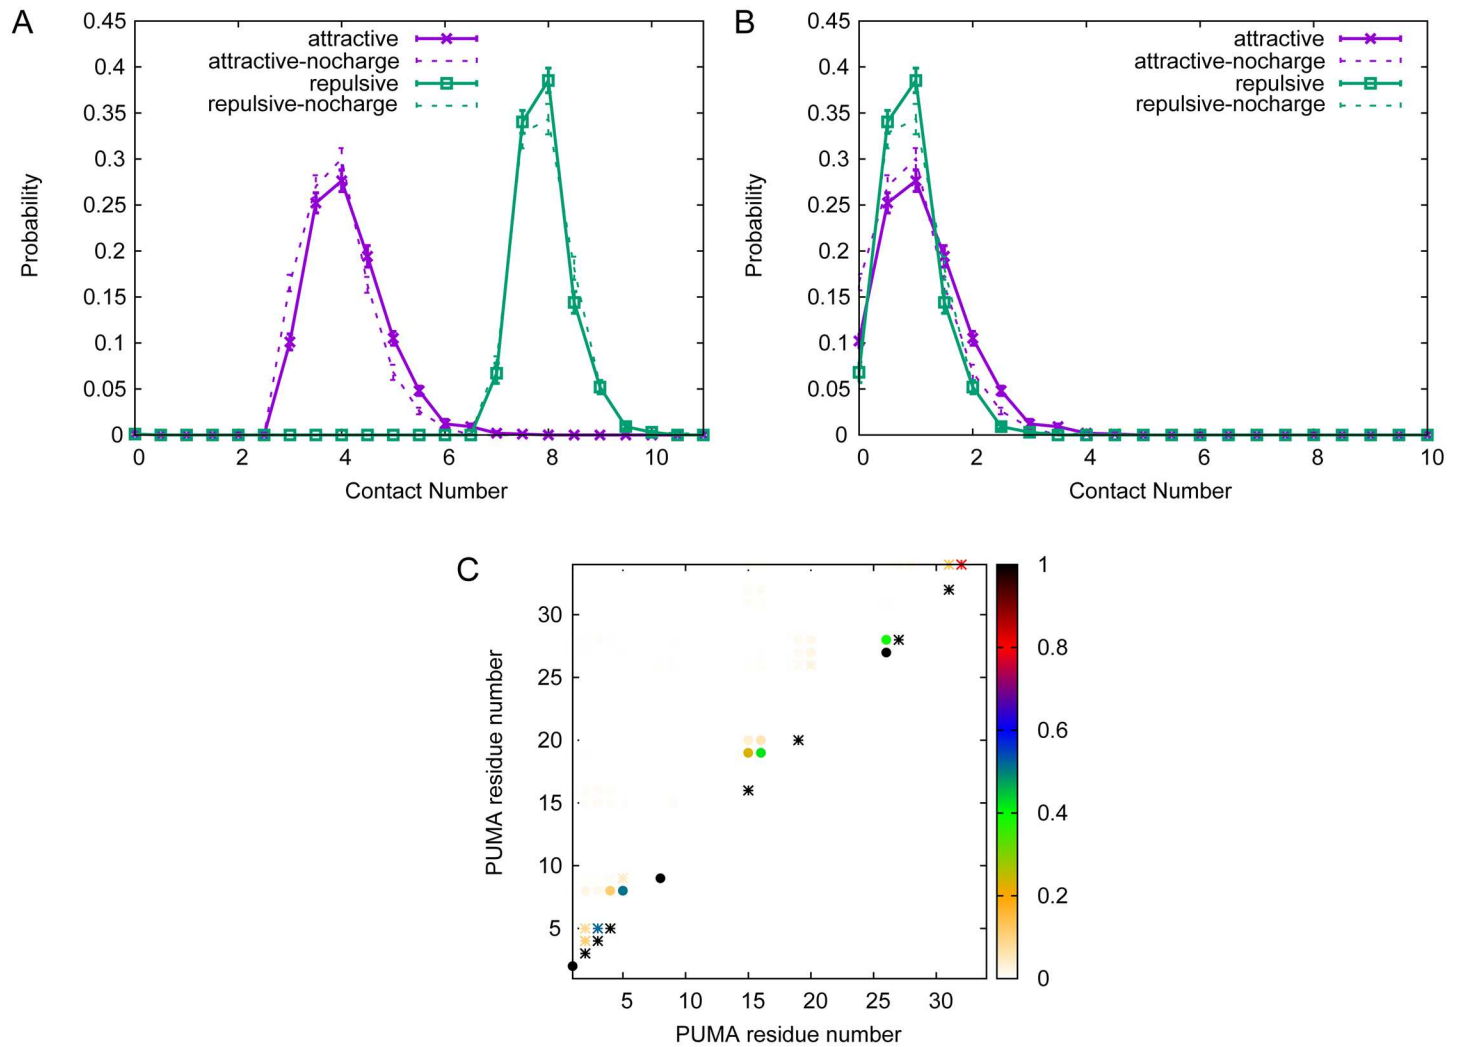 A
0.45
0.4
0.35
0.3
0.25
0.2
0.15
0.1
0.05
0
0 2 4 6 8 10
Probability
Contact Number
attractive
attractive-nocharge
repulsive
repulsive-nocharge
B
0.45
0.4
0.35
0.3
0.25
0.2
0.15
0.1
0.05
0
0 2 4 6 8 10
Probability
Contact Number
attractive
attractive-nocharge
repulsive
repulsive-nocharge
C
30
25
20
15
10
5
5 10 15 20 25 30
PUMA residue number
PUMA residue number
1
0.8
0.6
0.4
0.2
0